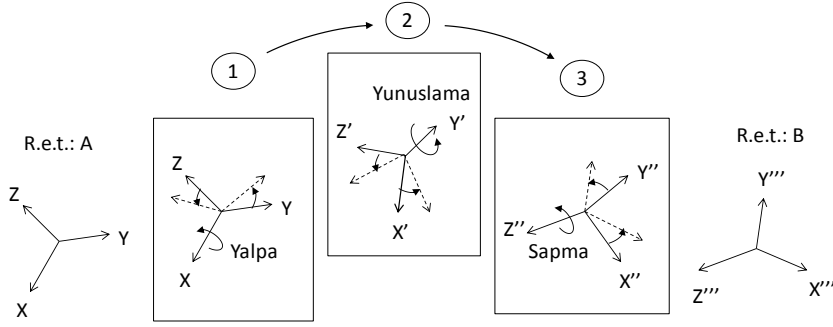 1
2
3
R.e.t.: A
Z
Y
X
Z
Y
Yalpa
X
Yunuslama
Z'
Y'
X'
Y''
Z''
Sapma
X''
R.e.t.: B
Y'''
Z'''
X'''